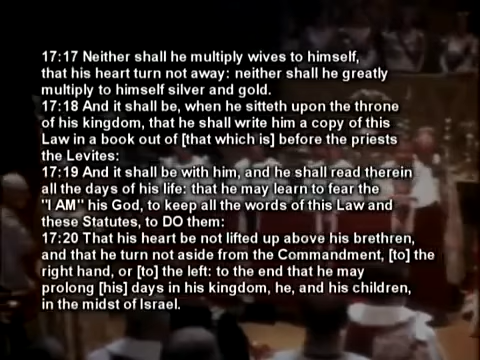 17:17 Neither shall he multiply wives to himself,
that his heart turn not away: neither shall he greatly
multiply to himself silver and gold.
17:18 And it shall be, when he sitteth upon the throne
of his kingdom, that he shall write him a copy of this
Law in a book out of [that which is] before the priests
the Levites:
17:19 And it shall be with him, and he shall read therein
all the days of his life: that he may learn to fear the
"I AM" his God, to keep all the words of this Law and
these Statutes, to DO them:
17:20 That his heart be not lifted up above his brethren,
and that he turn not aside from the Commandment, [to] the
right hand, or [to] the left: to the end that he may
prolong [his] days in his kingdom, he, and his children,
in the midst of Israel.